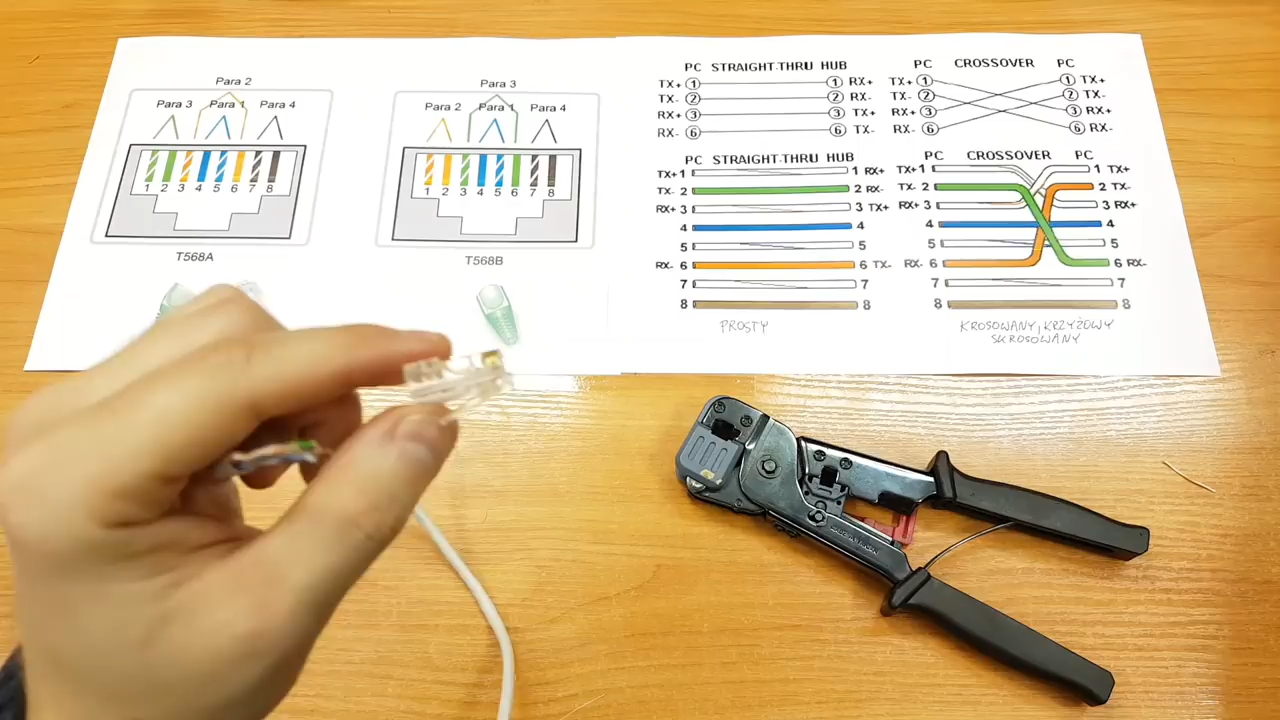 Para 2
Para 3 Para 1 Para 4
1 2 3 4 5 6 7 8
T568A
Para 3
Para 2 Para 1 Para 4
1 2 3 4 5 6 7 8
T568B
PC STRAIGHT-THRU HUB
TX+ 1 1 RX+
TX- 2 2 RX-
RX+ 3 3 TX+
RX- 6 6 TX-
PC CROSSOVER PC
TX+ 1 1 TX+
TX- 2 2 TX-
RX+ 3 3 RX+
RX- 6 6 RX-
PC STRAIGHT-THRU HUB
TX+ 1 1 RX+
TX- 2 2 RX-
RX+ 3 3 TX+
4 4
5 5
RX- 6 6 TX-
7 7
8 8
PROSTY
PC CROSSOVER PC
TX+ 1 1 TX+
TX- 2 2 TX-
RX+ 3 3 RX+
4 4
5 5
RX- 6 6 RX-
7 7
8 8
KROSOWANY, KRZYŻOWY
SKROSOWANY